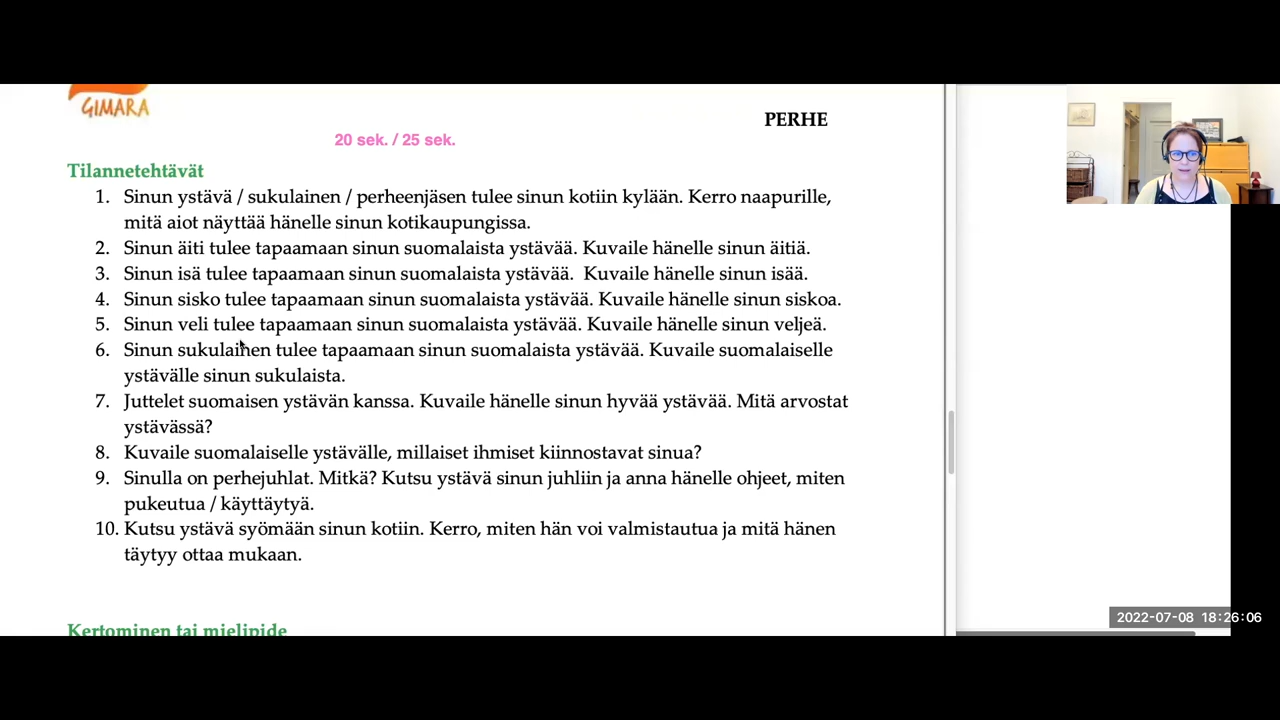 GIMARA
PERHE
20 sek. / 25 sek.
Tilannetehtävät
1. Sinun ystävä / sukulainen / perheenjäsen tulee sinun kotiin kylään. Kerro naapurille,
mitä aiot näyttää hänelle sinun kotikaupungissa.
2. Sinun äiti tulee tapaamaan sinun suomalaista ystävää. Kuvaile hänelle sinun äitiä.
3. Sinun isä tulee tapaamaan sinun suomalaista ystävää. Kuvaile hänelle sinun isää.
4. Sinun sisko tulee tapaamaan sinun suomalaista ystävää. Kuvaile hänelle sinun siskoa.
5. Sinun veli tulee tapaamaan sinun suomalaista ystävää. Kuvaile hänelle sinun veljeä.
6. Sinun sukulainen tulee tapaamaan sinun suomalaista ystävää. Kuvaile suomalaiselle
ystävälle sinun sukulaista.
7. Juttelet suomaisen ystävän kanssa. Kuvaile hänelle sinun hyvää ystävää. Mitä arvostat
ystävässä?
8. Kuvaile suomalaiselle ystävälle, millaiset ihmiset kiinnostavat sinua?
9. Sinulla on perhejuhlat. Mitkä? Kutsu ystävä sinun juhliin ja anna hänelle ohjeet, miten
pukeutua / käyttäytyä.
10. Kutsu ystävä syömään sinun kotiin. Kerro, miten hän voi valmistautua ja mitä hänen
täytyy ottaa mukaan.
Kertominen tai mielipide
2022-07-08 18:26:06